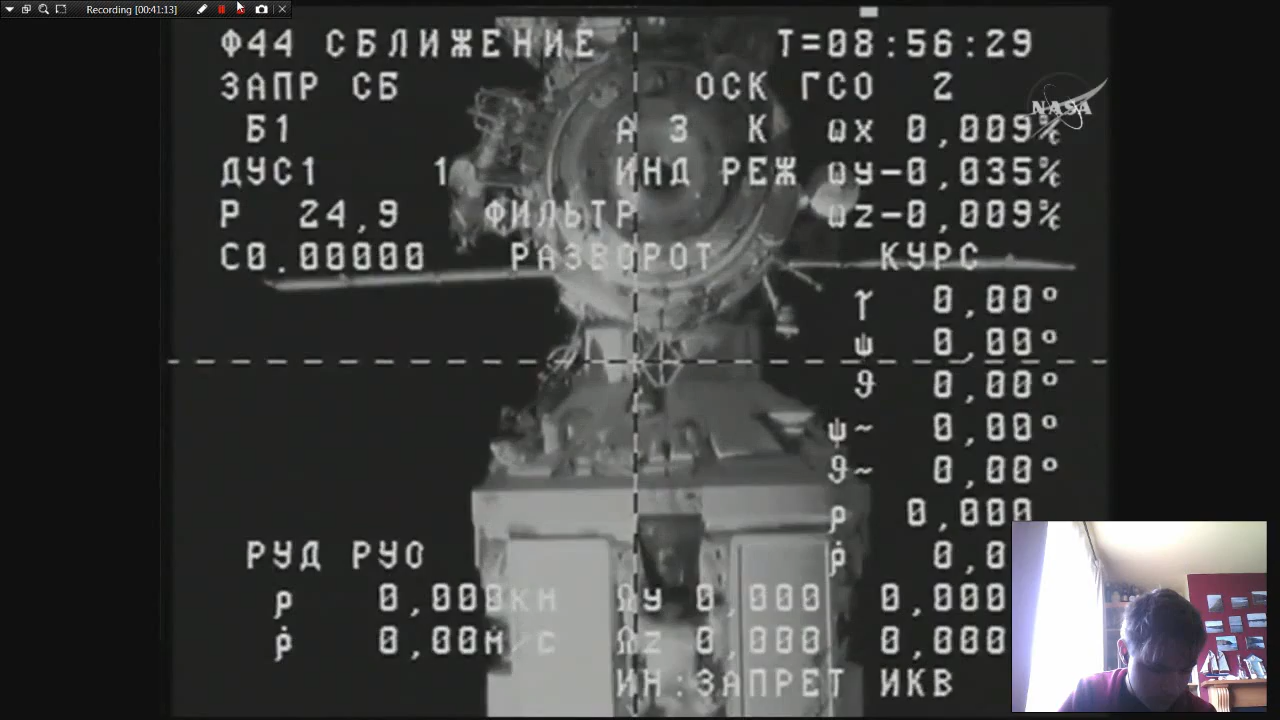 Recording [00:41:13]
Ф44 СБЛИЖЕНИЕ T=08:56:29
ЗАПР СБ ОСК ГСО 2
NASA
Б1 А З К ωx 0,009°/c
ДУС1 1 ИНД РЕЖ ωy-0,035°/c
Р 24,9 ФИЛЬТР ωz-0,009°/c
С0.00000 РАЗВОРОТ КУРС
γ 0,00°
ψ 0,00°
ϑ 0,00°
ψ~ 0,00°
ϑ~ 0,00°
ρ 0,000
РУД РУО ρ̇ 0,0
ρ 0,000КМ Ωy 0,000 0,000
ρ̇ 0,00М/С Ωz 0,000 0,000
ИН:ЗАПРЕТ ИКВ